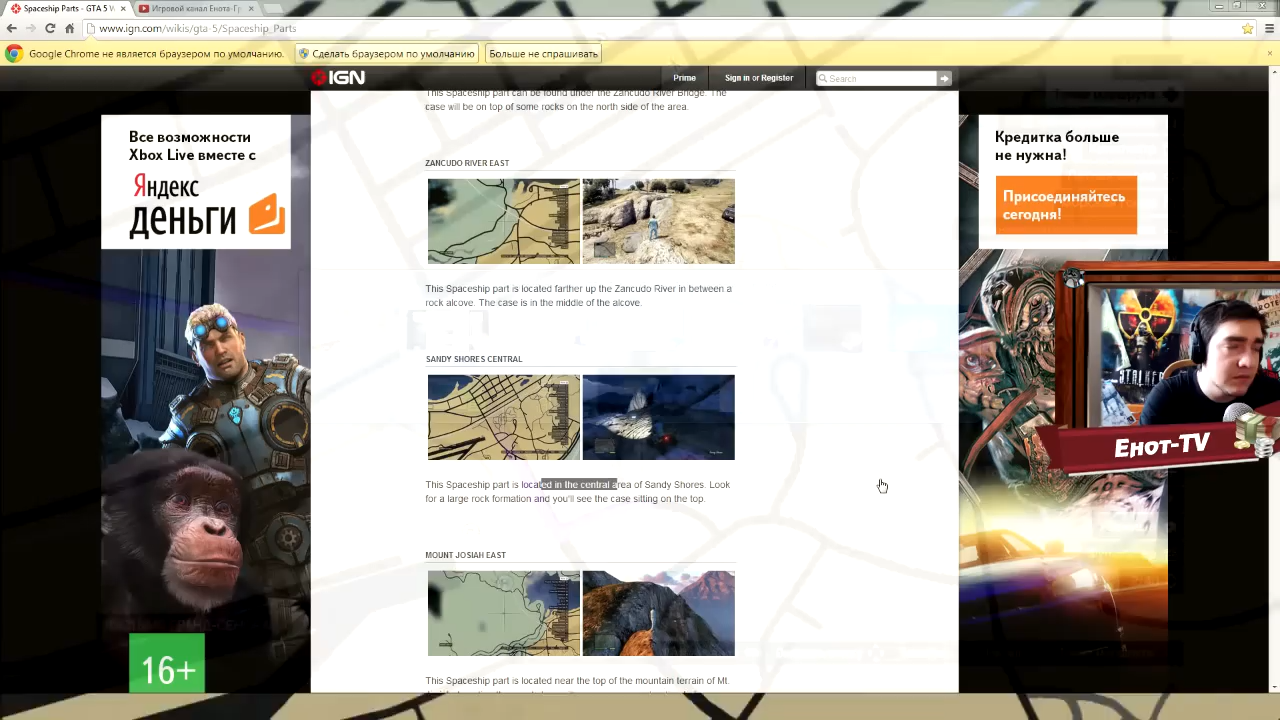 Spaceship Parts - GTA 5 W
Игровой канал Енота-Гр
www.ign.com/wikis/gta-5/Spaceship_Parts
Google Chrome не является браузером по умолчанию.
Сделать браузером по умолчанию
Больше не спрашивать
IGN
Prime
Sign in or Register
Search
This Spaceship part can be found under the Zancudo River Bridge. The
case will be on top of some rocks on the north side of the area.
Все возможности
Xbox Live вместе с
Яндекс
деньги
Кредитка больше
не нужна!
Присоединяйтесь
сегодня!
ZANCUDO RIVER EAST
This Spaceship part is located farther up the Zancudo River in between a
rock alcove. The case is in the middle of the alcove.
SANDY SHORES CENTRAL
This Spaceship part is located in the central area of Sandy Shores. Look
for a large rock formation and you'll see the case sitting on the top.
S.T.A.L.K.E.R
Енот-TV
MOUNT JOSIAH EAST
This Spaceship part is located near the top of the mountain terrain of Mt.
16+